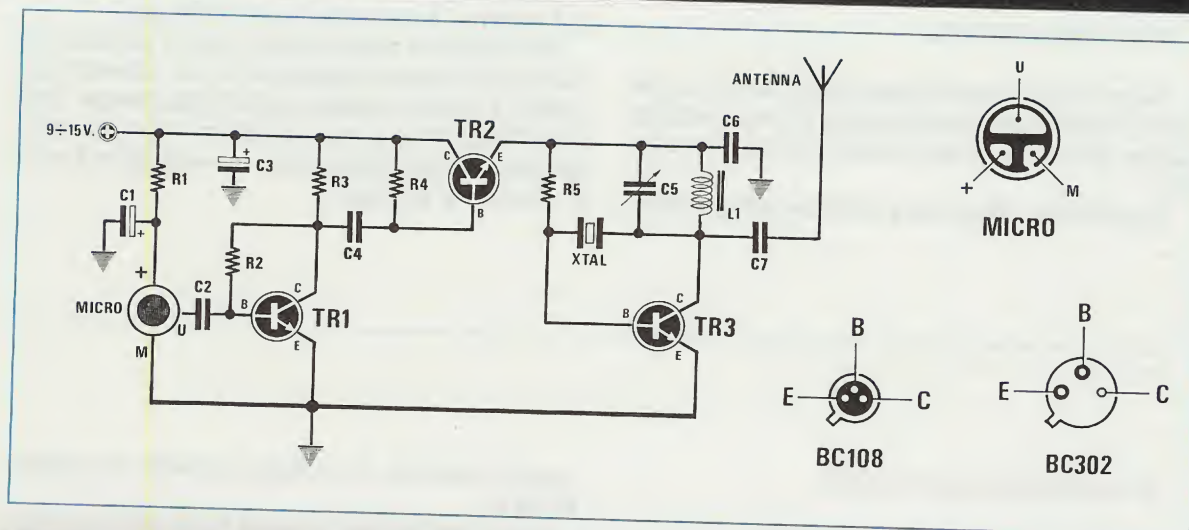 ANTENNA
U
9÷15V.
TR2
C6
C
E
B
C1
R1
+
C3
R3
R4
R5
C5
L1
+
M
MICRO
+
C4
XTAL
C7
R2
+
MICRO
C2
U
M
B
C
E
TR1
B
C
E
TR3
B
E
C
BC108
B
E
C
BC302